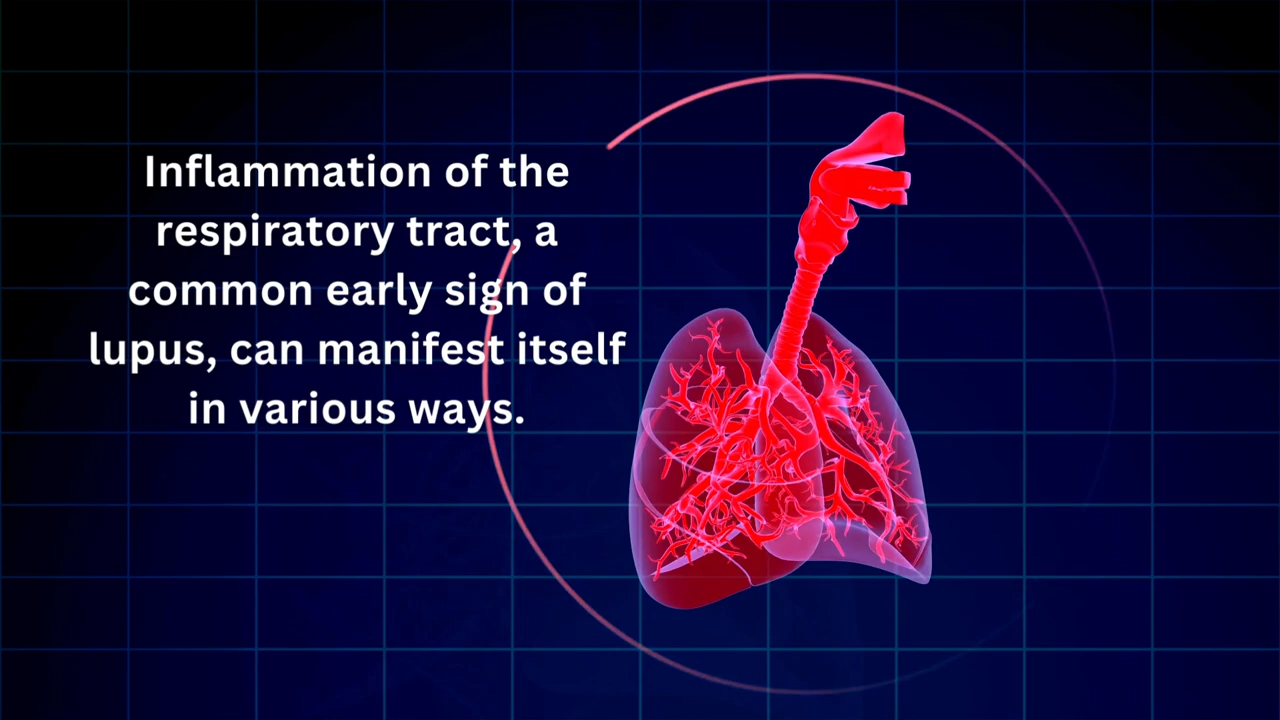 Inflammation of the
respiratory tract, a
common early sign of
lupus, can manifest itself
in various ways.